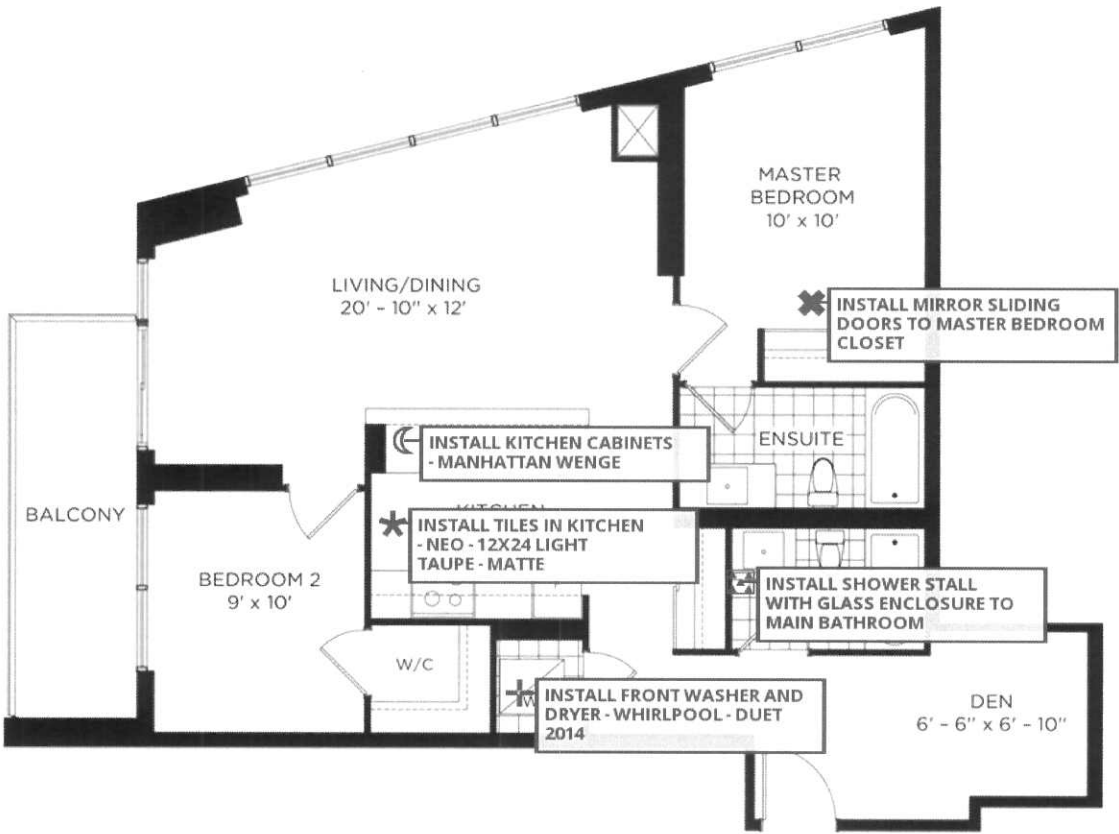 MASTER
BEDROOM
10' x 10'
LIVING/DINING
20' - 10" x 12'
INSTALL MIRROR SLIDING
DOORS TO MASTER BEDROOM
CLOSET
ENSUITE
INSTALL KITCHEN CABINETS
- MANHATTAN WENGE
BALCONY
KITCHEN
INSTALL TILES IN KITCHEN
- NEO - 12X24 LIGHT
TAUPE - MATTE
BEDROOM 2
9' x 10'
INSTALL SHOWER STALL
WITH GLASS ENCLOSURE TO
MAIN BATHROOM
W/C
INSTALL FRONT WASHER AND
DRYER - WHIRLPOOL - DUET
2014
DEN
6' - 6" x 6' - 10"